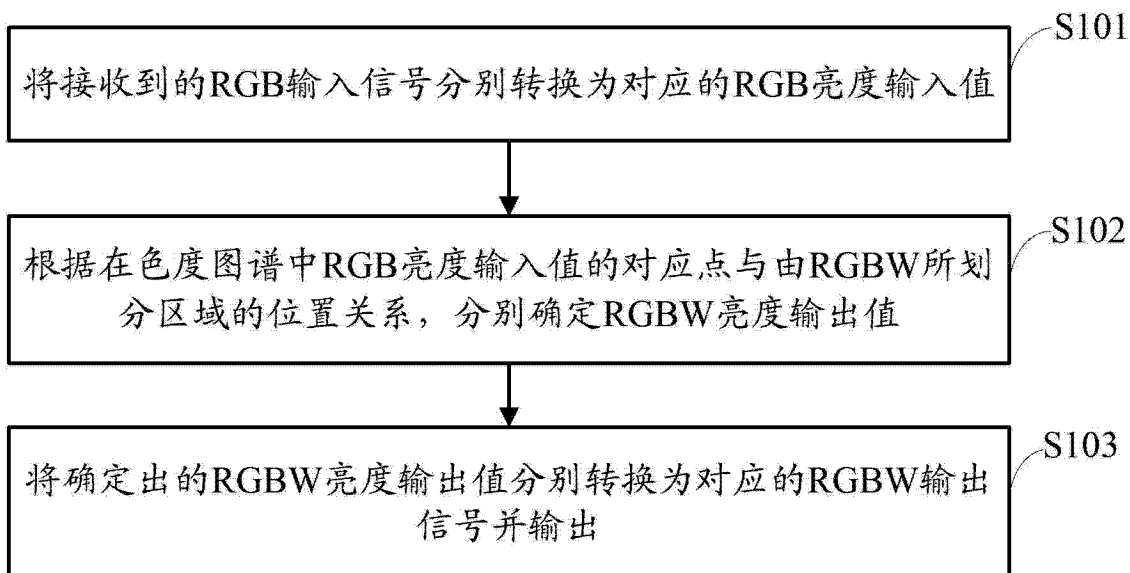 S101
将接收到的RGB输入信号分别转换为对应的RGB亮度输入值
S102
根据在色度图谱中RGB亮度输入值的对应点与由RGBW所划
分区域的位置关系，分别确定RGBW亮度输出值
S103
将确定出的RGBW亮度输出值分别转换为对应的RGBW输出
信号并输出